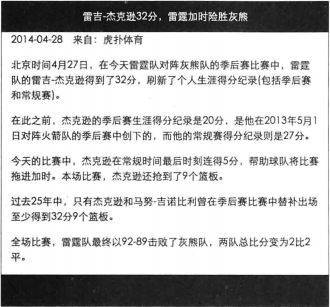 雷吉-杰克逊32分，雷霆加时险胜灰熊
2014-04-28 来自：虎扑体育
北京时间4月27日，在今天雷霆队对阵灰熊队的季后赛比赛中，雷霆
队的雷吉-杰克逊得到了32分，刷新了个人生涯得分纪录(包括季后赛
和常规赛)。
在此之前，杰克逊的季后赛生涯得分纪录是20分，是他在2013年5月1
日对阵火箭队的季后赛中创下的，而他的常规赛得分纪录则是27分。
今天的比赛中，杰克逊在常规时间最后时刻连得5分，帮助球队将比赛
拖进加时。本场比赛，杰克逊还抢到了9个篮板。
过去25年中，只有杰克逊和马努-吉诺比利曾在季后赛比赛中替补出场
至少得到32分9个篮板。
全场比赛，雷霆队最终以92-89击败了灰熊队，两队总比分变为2比2
平。